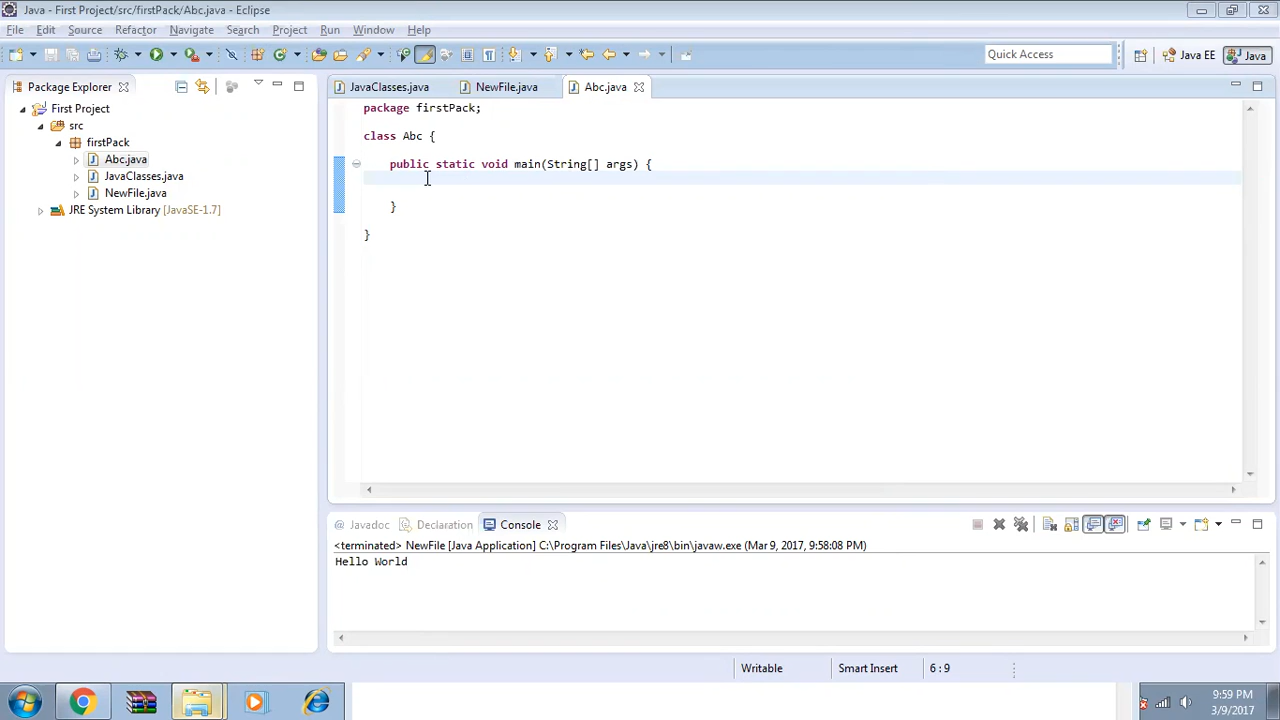 Java - First Project/src/firstPack/Abc.java - Eclipse
File Edit Source Refactor Navigate Search Project Run Window Help
Quick Access
Java EE
Java
Package Explorer
First Project
src
firstPack
Abc.java
JavaClasses.java
NewFile.java
JRE System Library [JavaSE-1.7]
JavaClasses.java
NewFile.java
Abc.java
package firstPack;
class Abc {
public static void main(String[] args) {
}
}
@ Javadoc
Declaration
Console
<terminated> NewFile [Java Application] C:\Program Files\Java\jre8\bin\javaw.exe (Mar 9, 2017, 9:58:08 PM)
Hello World
Writable
Smart Insert
6 : 9
9:59 PM
3/9/2017